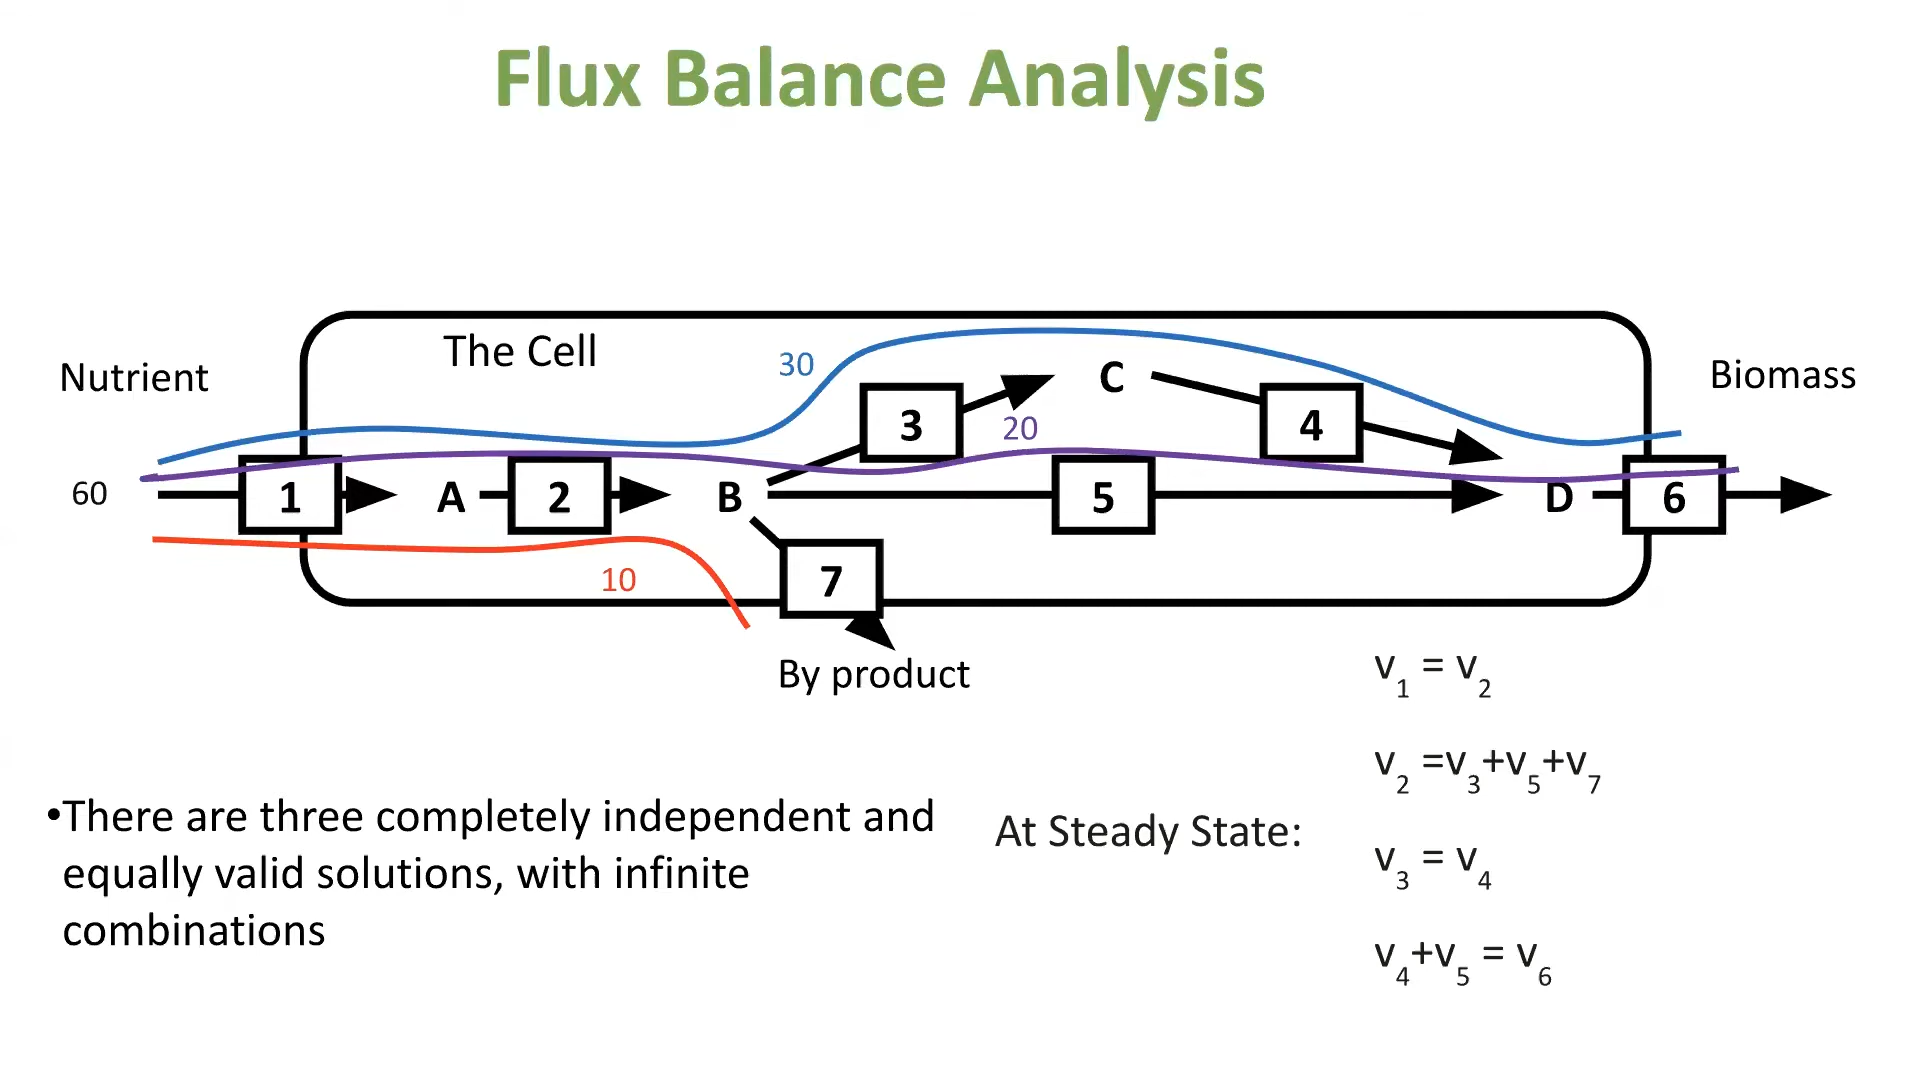 Flux Balance Analysis
The Cell
Nutrient
30
C
Biomass
3
20
4
60
1
A
2
B
5
D
6
10
7
By product
v1 = v2
v2 =v3+v5+v7
•There are three completely independent and
equally valid solutions, with infinite
combinations
At Steady State:
v3 = v4
v4+v5 = v6